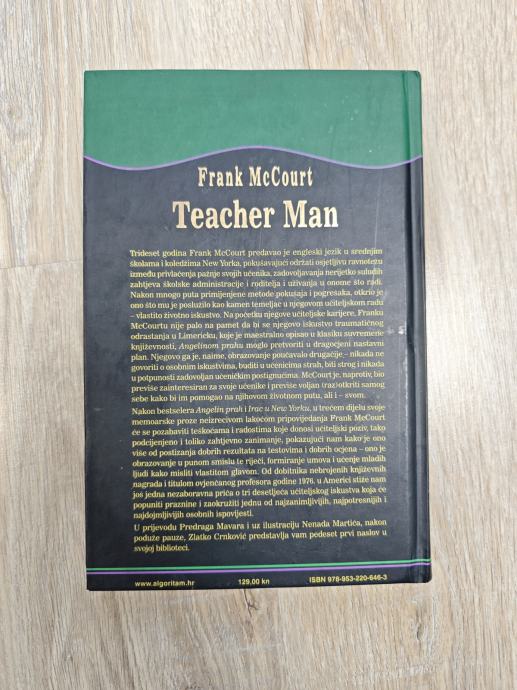 Frank McCourt
Teacher Man
Trideset godina Frank McCourt predavao je engleski jezik u srednjim
školama i koledžima New Yorka, pokušavajući održati osjetljivu ravnotežu
između privlačenja pažnje svojih učenika, zadovoljavanja nerijetko suludih
zahtjeva školske administracije i roditelja i uživanja u onome što radi.
Nakon mnogo puta primijenjene metode pokušaja i pogrešaka, otkrio je
ono što mu je poslužilo kao kamen temeljac u njegovom učiteljskom radu
– vlastito životno iskustvo. Na početku njegove učiteljske karijere, Franku
McCourtu nije palo na pamet da bi se njegovo iskustvo traumatičnog
odrastanja u Limericku, koje je maestralno opisao u klasiku suvremene
književnosti, Angelinom prahu moglo pretvoriti u dragocjeni nastavni
plan. Njegovo ga je, naime, obrazovanje poučavalo drugačije – nikada ne
govoriti o osobnim iskustvima, buditi u učenicima strah, biti strog i nikada
u potpunosti zadovoljan učeničkim postignućima. McCourt je, naprotiv, bio
previše zainteresiran za svoje učenike i previše voljan (raz)otkriti samog
sebe kako bi im pomogao na njihovom životnom putu, ali i – svom.
Nakon bestselera Angelin prah i Irac u New Yorku, u trećem dijelu svoje
memoarske proze neizrecivom lakoćom pripovijedanja Frank McCourt
će se pozabaviti teškoćama i radostima koje donosi učiteljski poziv, tako
podcijenjeno i toliko zahtjevno zanimanje, pokazujući nam kako je ono
više od postizanja dobrih rezultata na testovima i dobrih ocjena – ono je
obrazovanje u punom smislu te riječi, formiranje umova i učenje mladih
ljudi kako misliti vlastitom glavom. Od dobitnika nebrojenih književnih
nagrada i titulom ovjenčanog profesora godine 1976. u Americi stiže nam
još jedna nezaboravna priča o tri desetljeća učiteljskog iskustva koja će
popuniti praznine i zaokružiti jednu od najzanimljivijih, najpotresnijih i
najdojmljivijih osobnih ispovijesti.
U prijevodu Predraga Mavara i uz ilustraciju Nenada Martića, nakon
poduže pauze, Zlatko Crnković predstavlja vam pedeset prvi naslov u
svojoj biblioteci.
www.algoritam.hr 129,00 kn ISBN 978-953-220-646-3